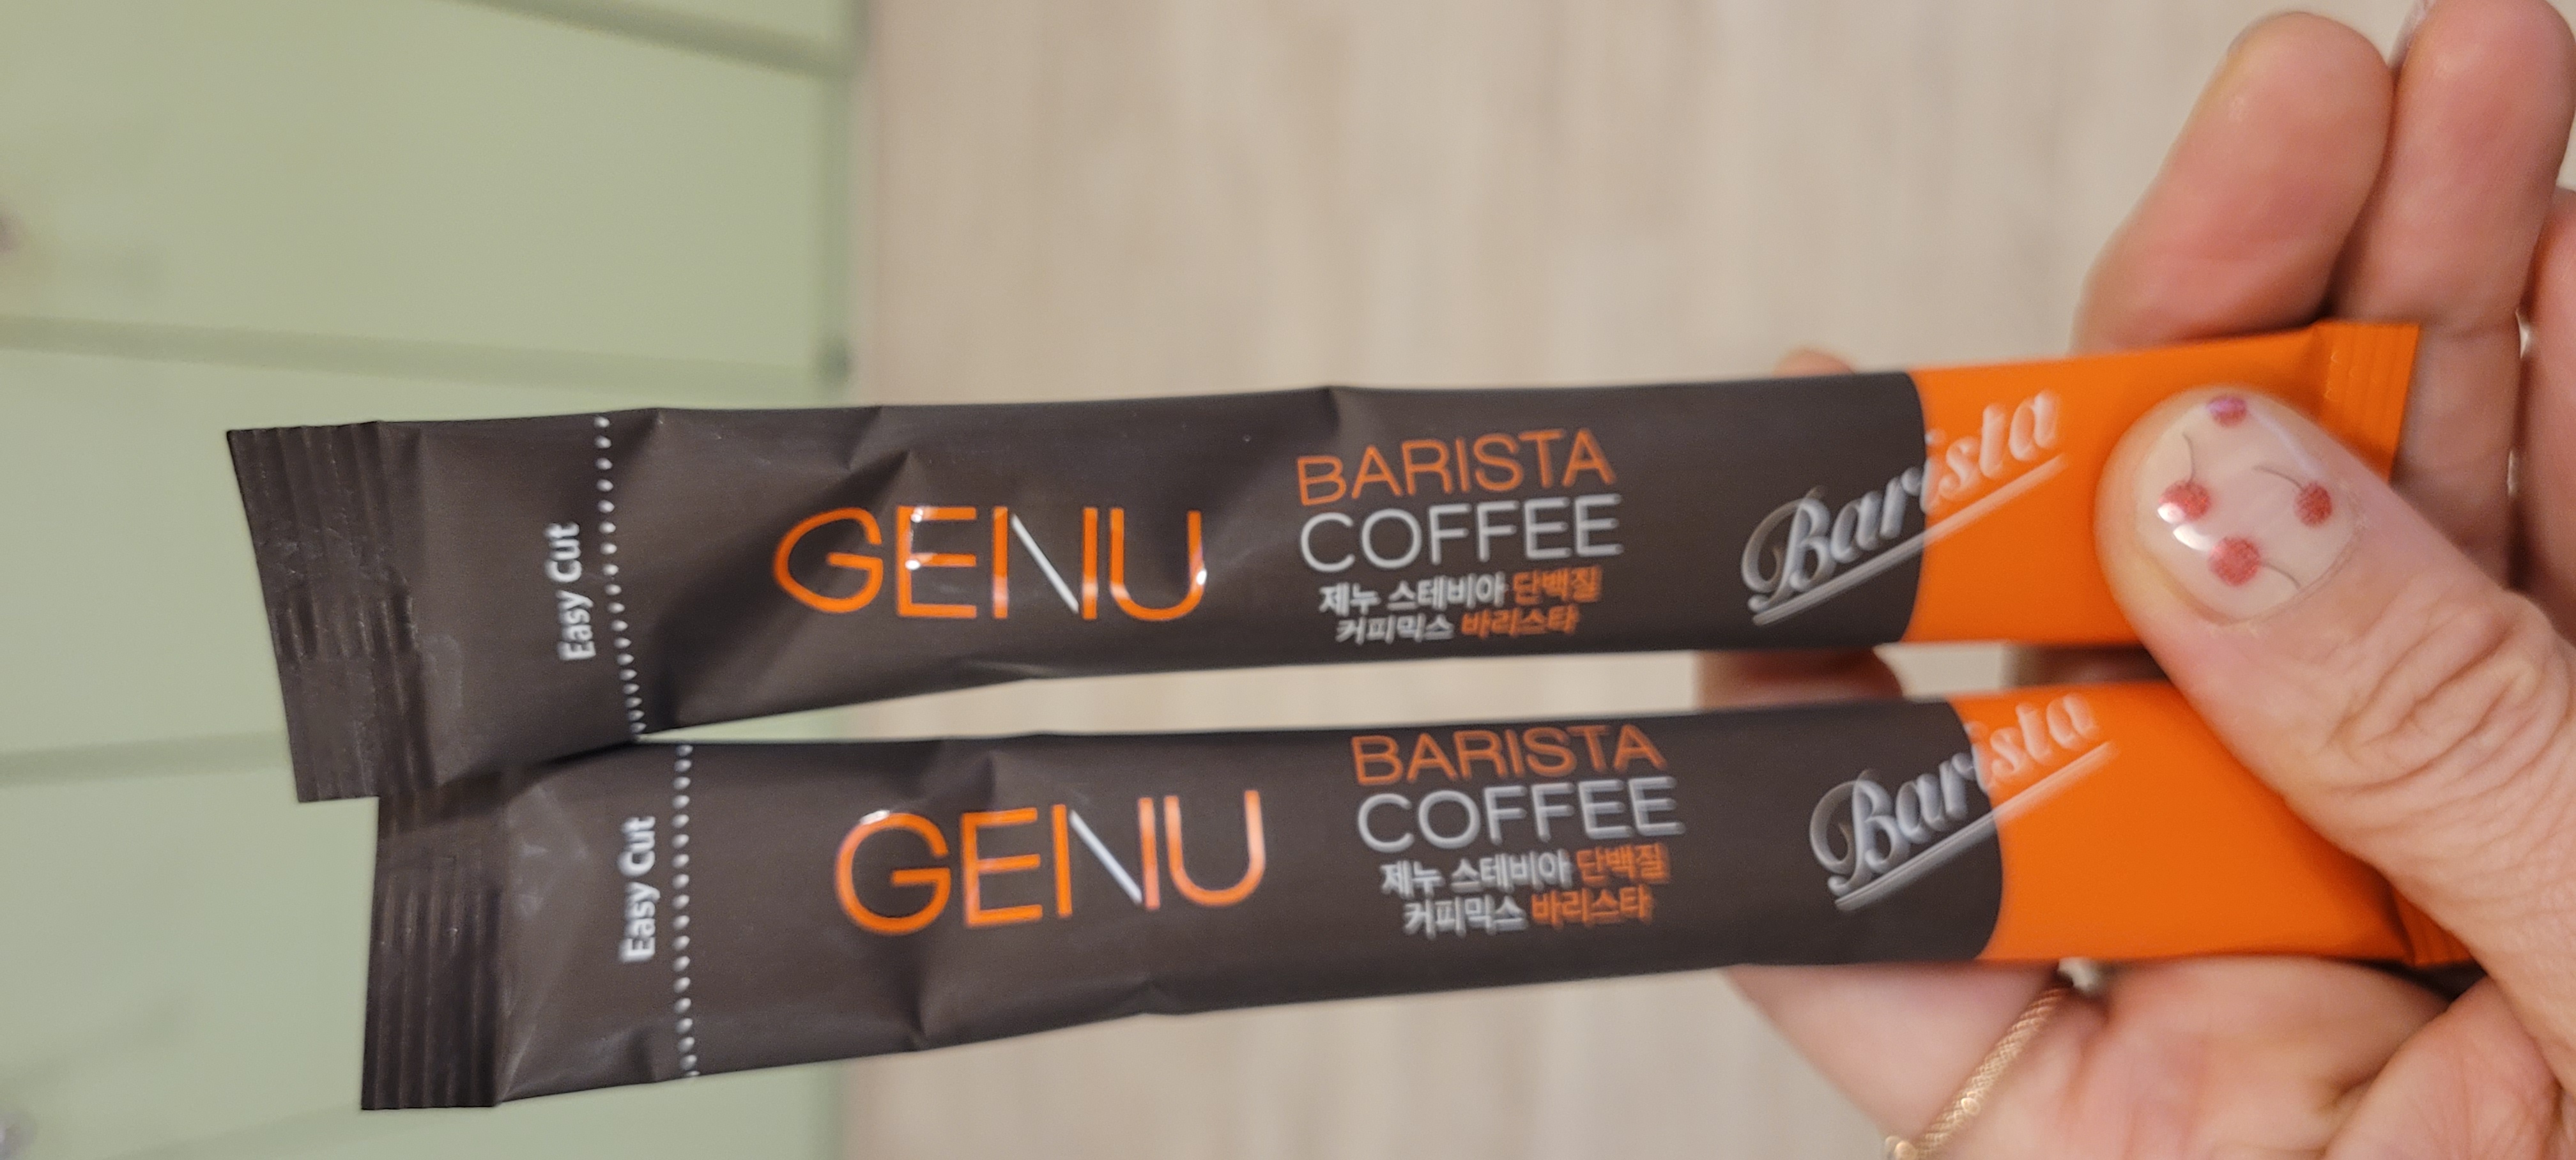 Easy Cut
GENU
BARISTA
COFFEE
제누 스테비아 단백질
커피믹스 바리스타
Barista
Easy Cut
GENU
BARISTA
COFFEE
제누 스테비아 단백질
커피믹스 바리스타
Barista